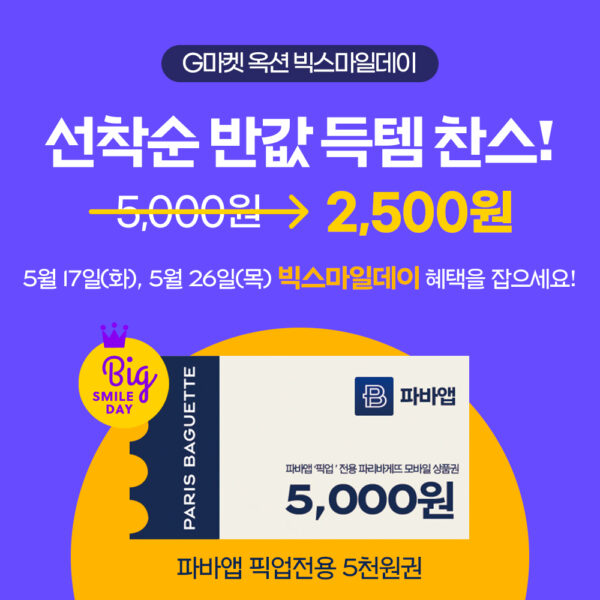 G마켓 옥션 빅스마일데이
선착순 반값 득템 찬스!
5,000원 → 2,500원
5월 17일(화), 5월 26일(목) 빅스마일데이 혜택을 잡으세요!
Big
SMILE
DAY
PARIS BAGUETTE
파바앱
파바앱 '픽업' 전용 파리바게뜨 모바일 상품권
5,000원
파바앱 픽업전용 5천원권